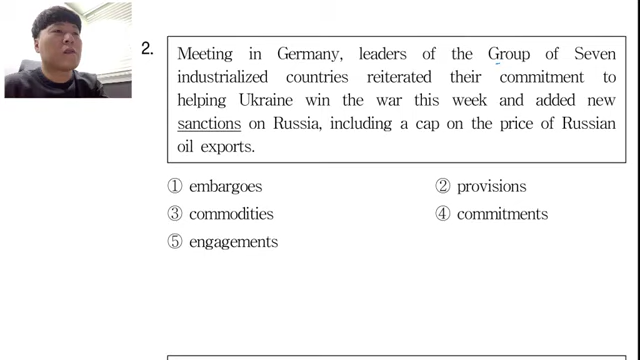 2.
Meeting in Germany, leaders of the Group of Seven
industrialized countries reiterated their commitment to
helping Ukraine win the war this week and added new
sanctions on Russia, including a cap on the price of Russian
oil exports.
① embargoes ② provisions
③ commodities ④ commitments
⑤ engagements